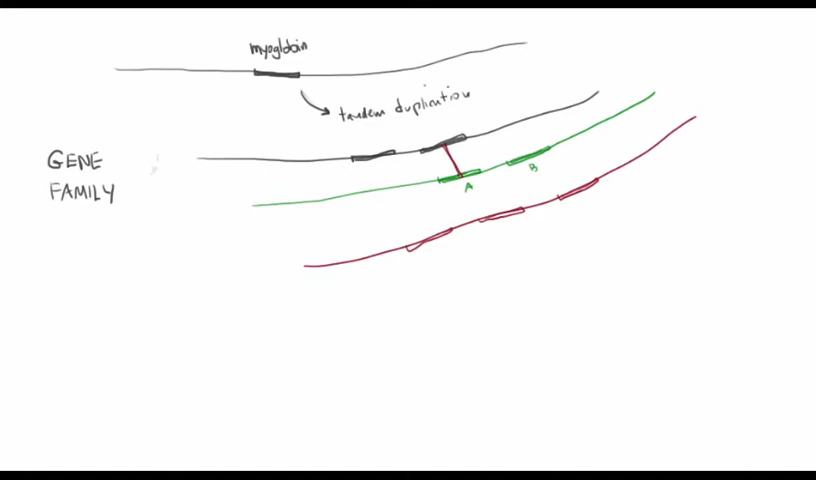 myoglobin
tandem duplication
GENE
FAMILY
A
B